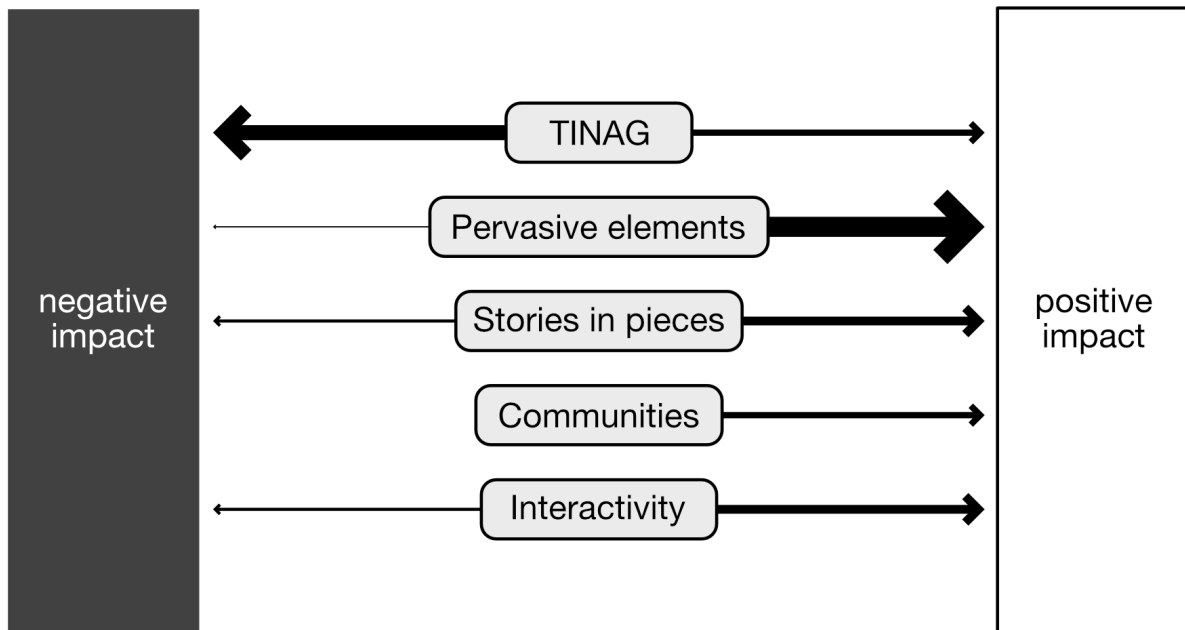 TINAG
Pervasive elements
Stories in pieces
Communities
Interactivity
negative
impact
positive
impact